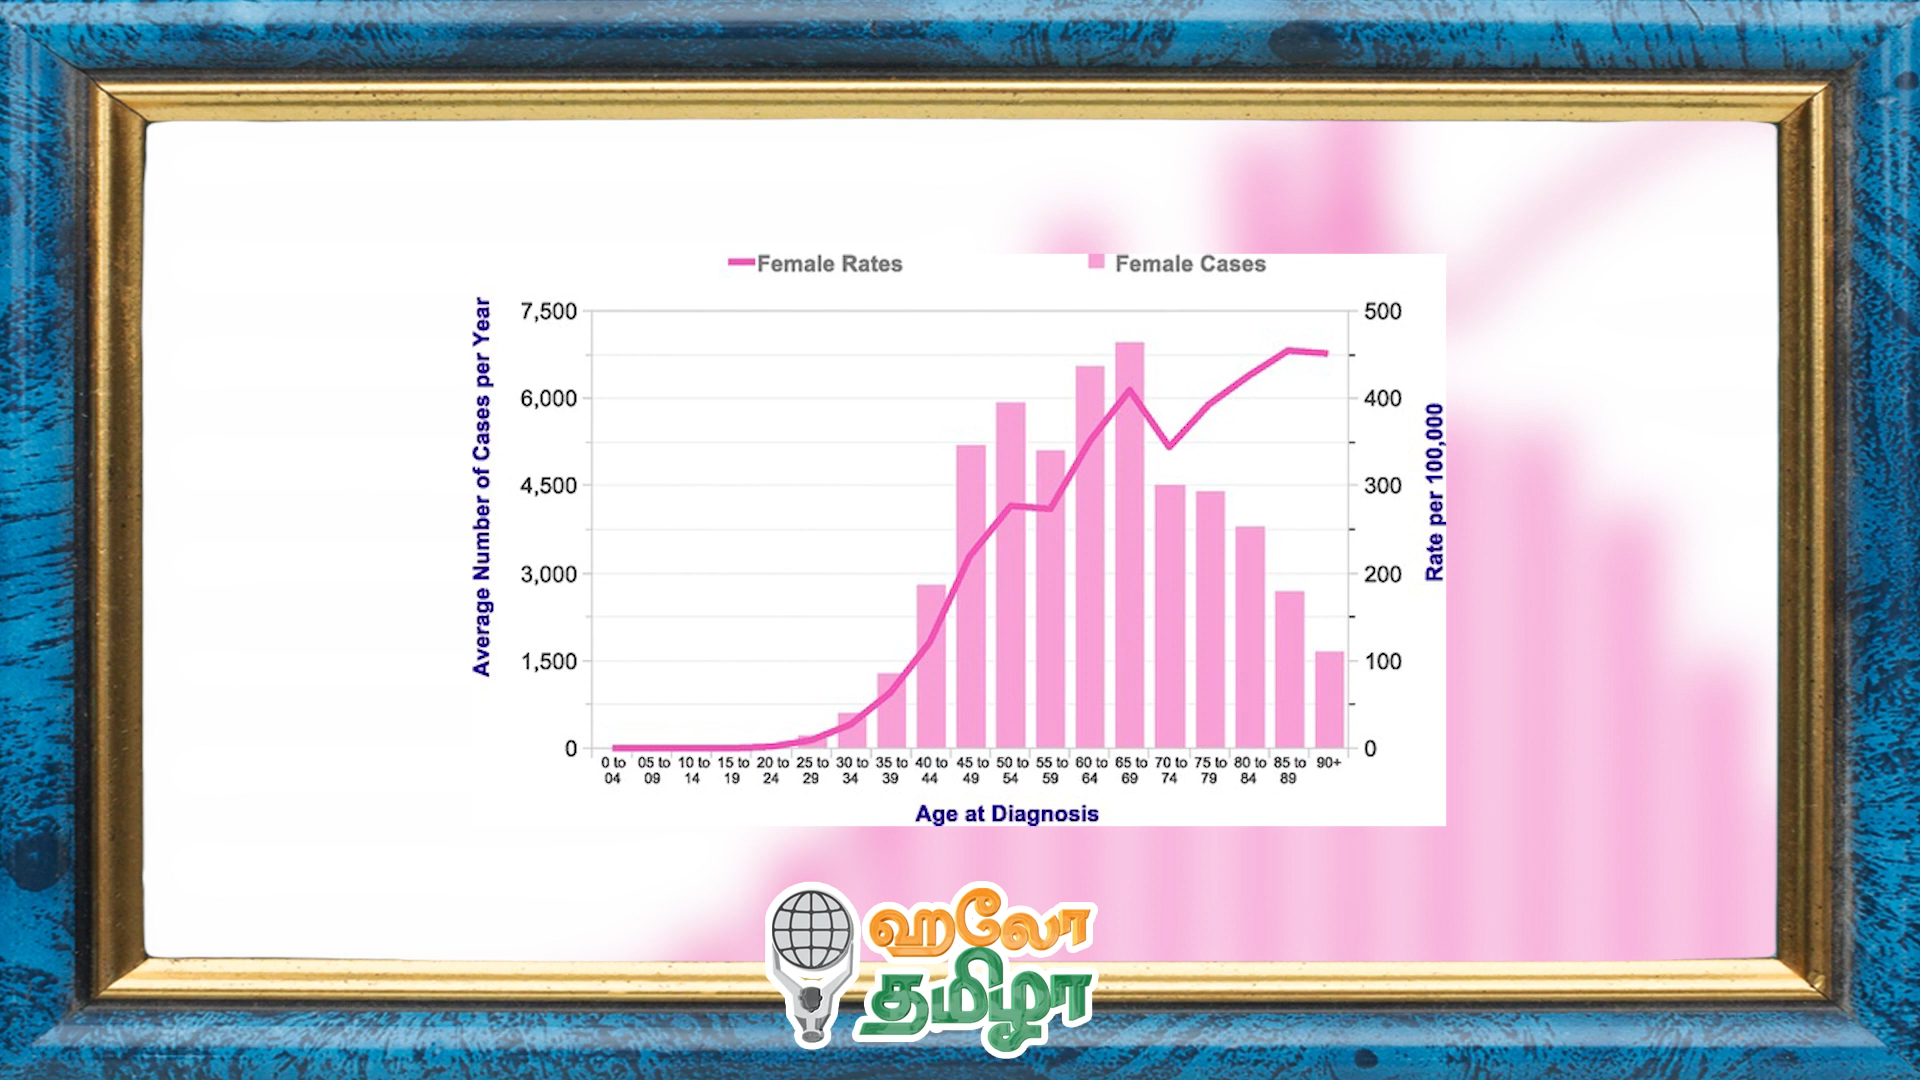 Female Rates
Female Cases
Average Number of Cases per Year
7,500
6,000
4,500
3,000
1,500
0
500
400
300
200
100
0
Rate per 100,000
0 to 04
05 to 09
10 to 14
15 to 19
20 to 24
25 to 29
30 to 34
35 to 39
40 to 44
45 to 49
50 to 54
55 to 59
60 to 64
65 to 69
70 to 74
75 to 79
80 to 84
85 to 89
90+
Age at Diagnosis
ஹலோ
தமிழா